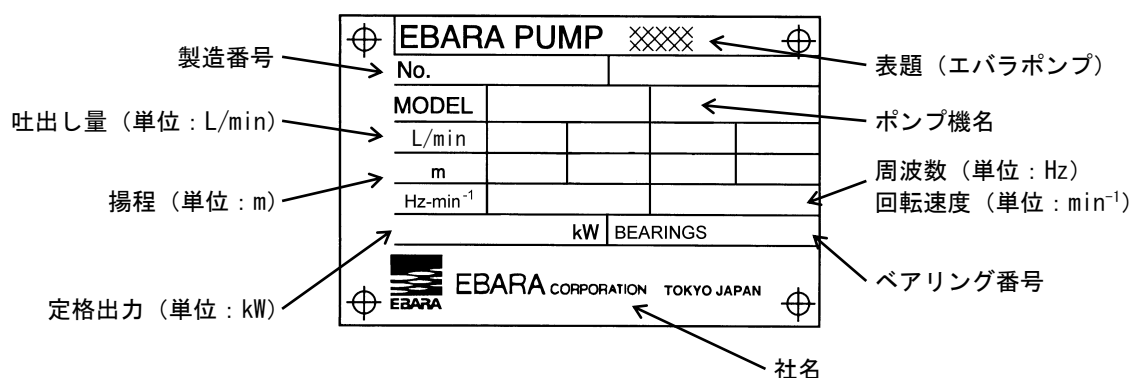 EBARA PUMP XXXX
No.
MODEL
L/min
m
Hz-min⁻¹
kW BEARINGS
EBARA
EBARA CORPORATION TOKYO JAPAN
製造番号
吐出し量（単位：L/min）
揚程（単位：m）
定格出力（単位：kW）
表題（エバラポンプ）
ポンプ機名
周波数（単位：Hz）
回転速度（単位：min⁻¹）
ベアリング番号
社名